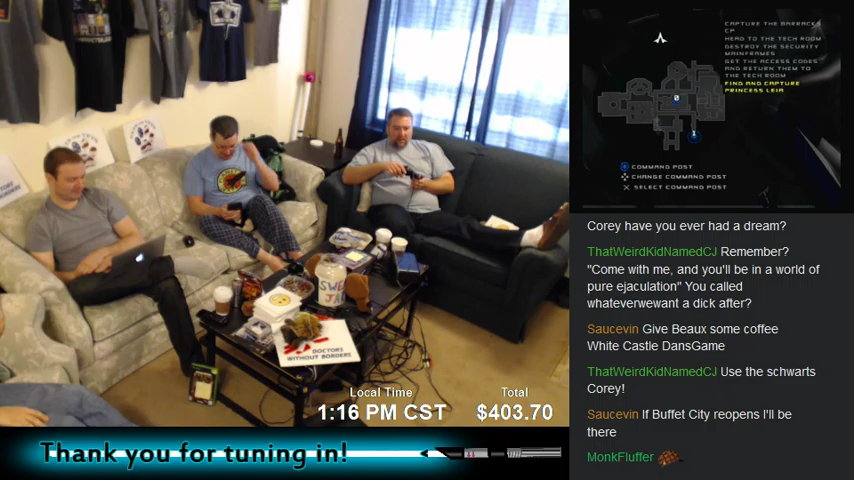 CAPTURE THE BARRACKS
CP
HEAD TO THE TECH ROOM
DESTROY THE SECURITY
MAINFRAMES
GET THE ACCESS CODES
AND RETURN THEM TO
THE TECH ROOM
FIND AND CAPTURE
PRINCESS LEIA
COMMAND POST
CHANGE COMMAND POST
SELECT COMMAND POST
Corey have you ever had a dream?
ThatWeirdKidNamedCJ Remember?
"Come with me, and you'll be in a world of
pure ejaculation" You called
whateverwewant a dick after?
Saucevin Give Beaux some coffee
White Castle DansGame
ThatWeirdKidNamedCJ Use the schwarts
Corey!
Saucevin If Buffet City reopens I'll be
there
MonkFluffer
DOCTORS
WITHOUT BORDERS
Local Time
1:16 PM CST
Total
$403.70
Thank you for tuning in!